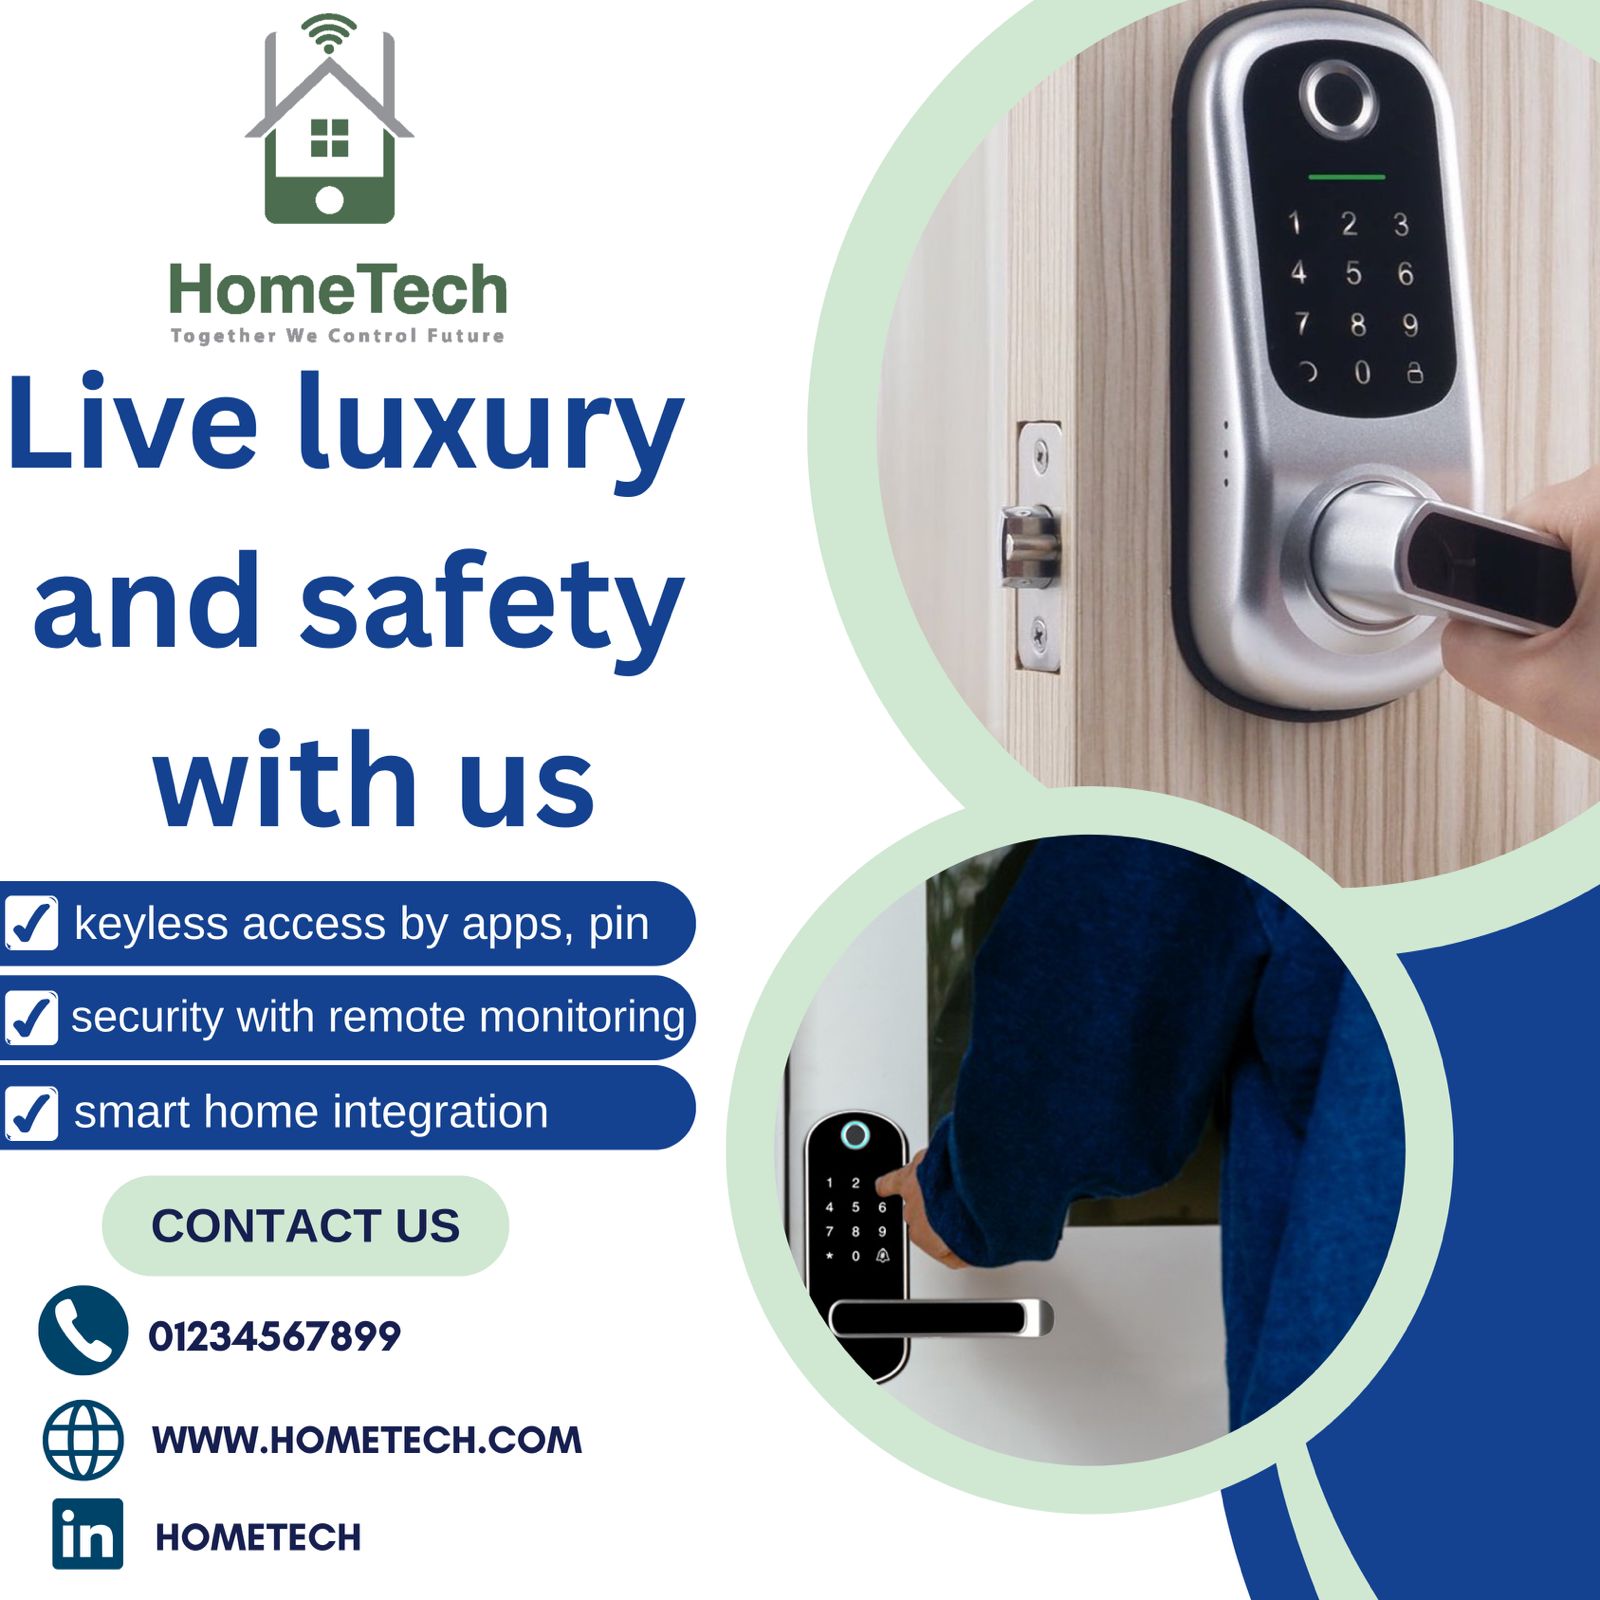 HomeTech
Together We Control Future
Live luxury
and safety
with us
keyless access by apps, pin
security with remote monitoring
smart home integration
CONTACT US
01234567899
WWW.HOMETECH.COM
in HOMETECH
1 2 3
4 5 6
7 8 9
0
1 2
4 5 6
7 8 9
* 0